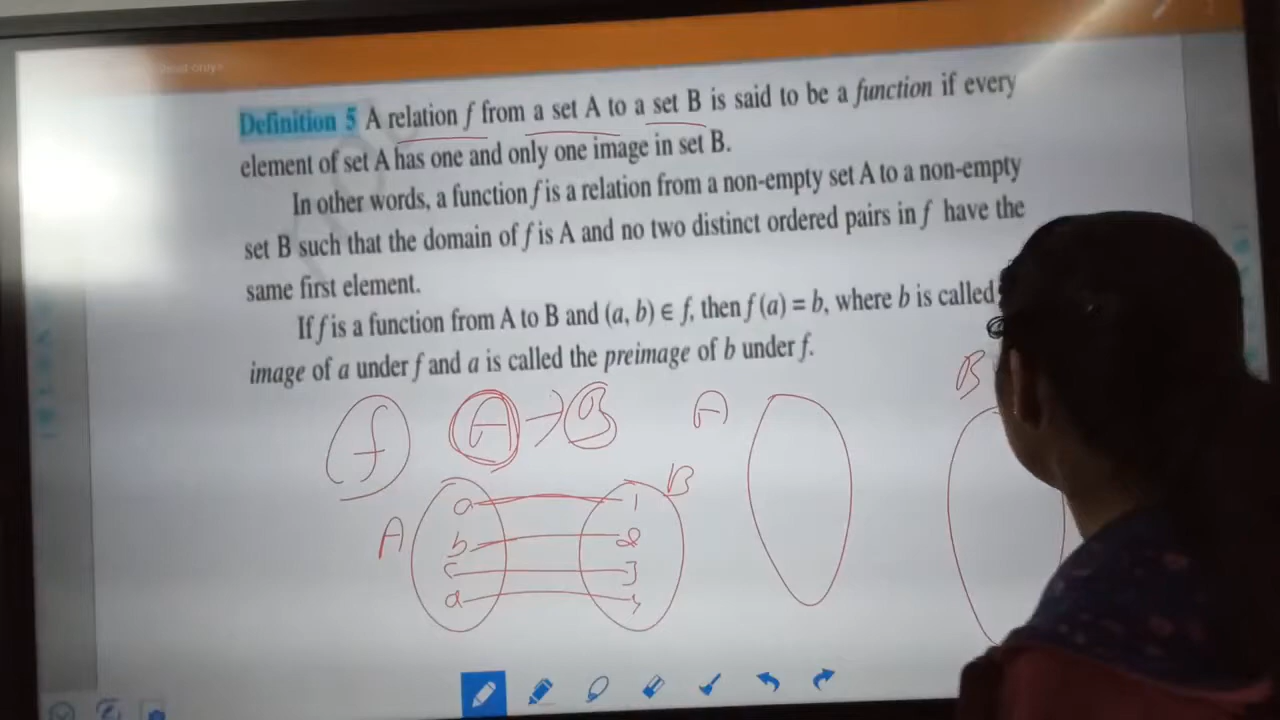 Definition 5 A relation f from a set A to a set B is said to be a function if every
element of set A has one and only one image in set B.
In other words, a function f is a relation from a non-empty set A to a non-empty
set B such that the domain of f is A and no two distinct ordered pairs in f have the
same first element.
If f is a function from A to B and (a, b) ∈ f, then f (a) = b, where b is called
image of a under f and a is called the preimage of b under f.
f A → B
A B
A B
a 1
b 2
c 3
d